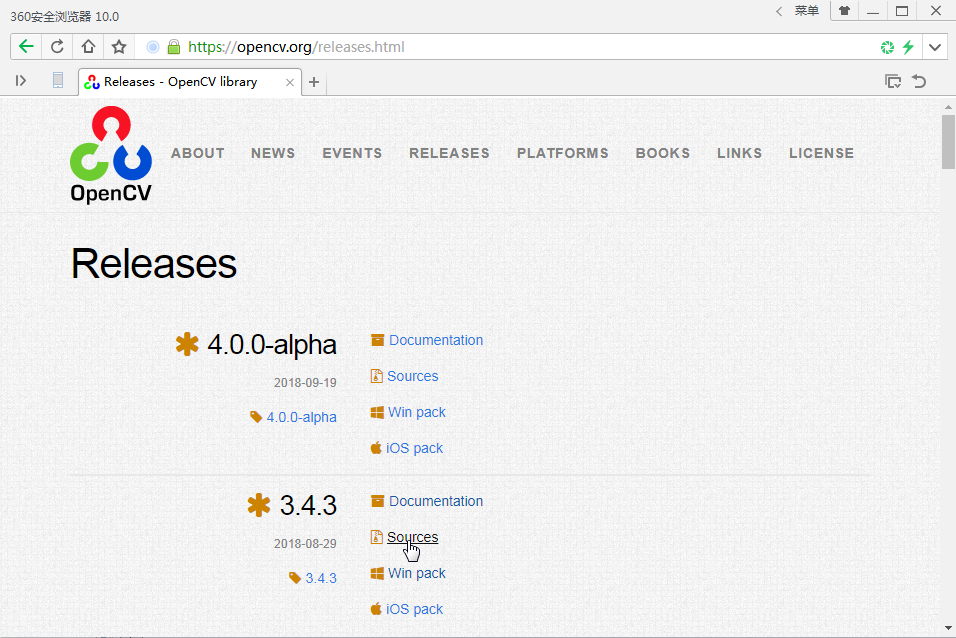 360安全浏览器 10.0
菜单
https://opencv.org/releases.html
Releases - OpenCV library
OpenCV
ABOUT NEWS EVENTS RELEASES PLATFORMS BOOKS LINKS LICENSE
Releases
4.0.0-alpha
2018-09-19
4.0.0-alpha
Documentation
Sources
Win pack
iOS pack
3.4.3
2018-08-29
3.4.3
Documentation
Sources
Win pack
iOS pack